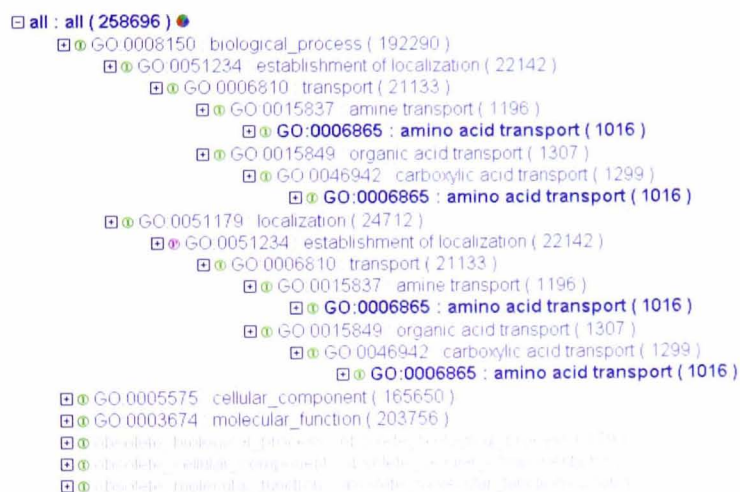 all : all ( 258696 )
GO:0008150 : biological_process ( 192290 )
GO:0051234 : establishment of localization ( 22142 )
GO:0006810 : transport ( 21133 )
GO:0015837 : amine transport ( 1196 )
GO:0006865 : amino acid transport ( 1016 )
GO:0015849 : organic acid transport ( 1307 )
GO:0046942 : carboxylic acid transport ( 1299 )
GO:0006865 : amino acid transport ( 1016 )
GO:0051179 : localization ( 24712 )
GO:0051234 : establishment of localization ( 22142 )
GO:0006810 : transport ( 21133 )
GO:0015837 : amine transport ( 1196 )
GO:0006865 : amino acid transport ( 1016 )
GO:0015849 : organic acid transport ( 1307 )
GO:0046942 : carboxylic acid transport ( 1299 )
GO:0006865 : amino acid transport ( 1016 )
GO:0005575 : cellular_component ( 165650 )
GO:0003674 : molecular_function ( 203756 )